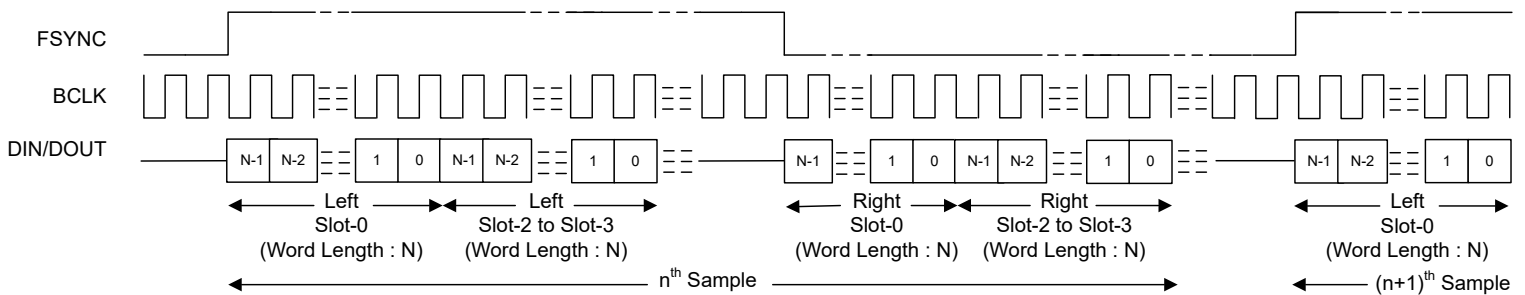 FSYNC
BCLK
DIN/DOUT
N-1 N-2 1 0 N-1 N-2 1 0 N-1 1 0 N-1 N-2 1 0 N-1 N-2 1 0
Left Left Right Right Left
Slot-0 Slot-2 to Slot-3 Slot-0 Slot-2 to Slot-3 Slot-0
(Word Length : N) (Word Length : N) (Word Length : N) (Word Length : N) (Word Length : N)
nth Sample (n+1)th Sample